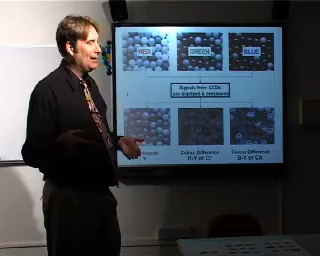 RED GREEN BLUE
Signals from CCDs
are digitized & processed
Colour Difference Colour Difference
Y R-Y or Cr B-Y or Cb